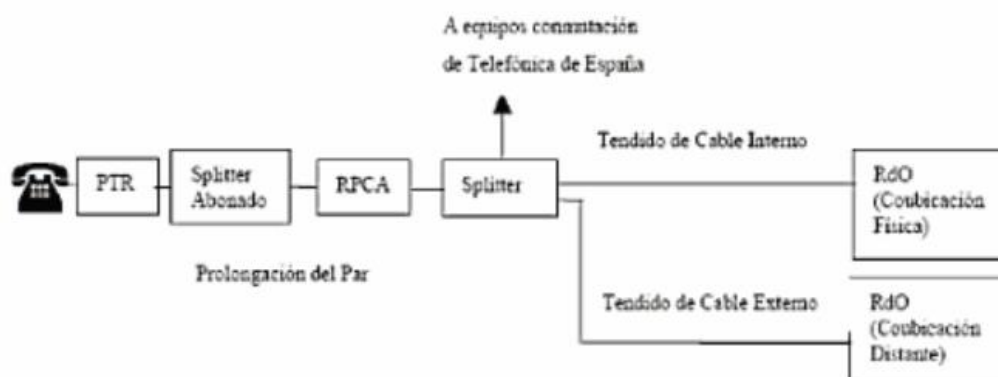 A equipos conmutación
de Telefónica de España
Tendido de Cable Interno
PTR
Splitter
Abonado
RPCA
Splitter
RdO
(Coubicación
Física)
Prolongación del Par
Tendido de Cable Externo
RdO
(Coubicación
Distante)